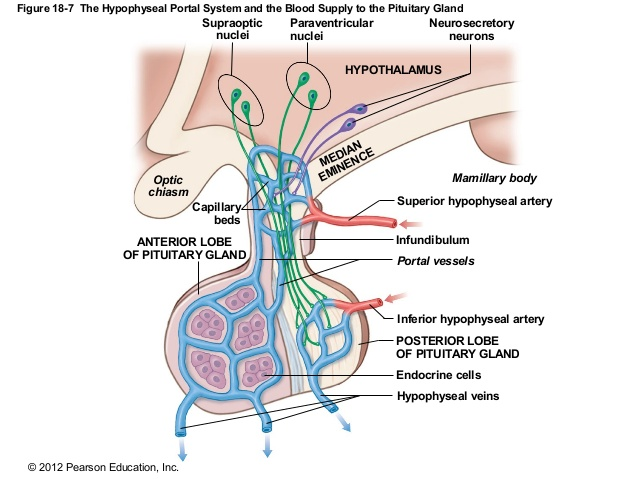 Figure 18-7 The Hypophyseal Portal System and the Blood Supply to the Pituitary Gland
Supraoptic
nuclei
Paraventricular
nuclei
Neurosecretory
neurons
HYPOTHALAMUS
MEDIAN
EMINENCE
Optic
chiasm
Mamillary body
Capillary
beds
Superior hypophyseal artery
ANTERIOR LOBE
OF PITUITARY GLAND
Infundibulum
Portal vessels
Inferior hypophyseal artery
POSTERIOR LOBE
OF PITUITARY GLAND
Endocrine cells
Hypophyseal veins
© 2012 Pearson Education, Inc.